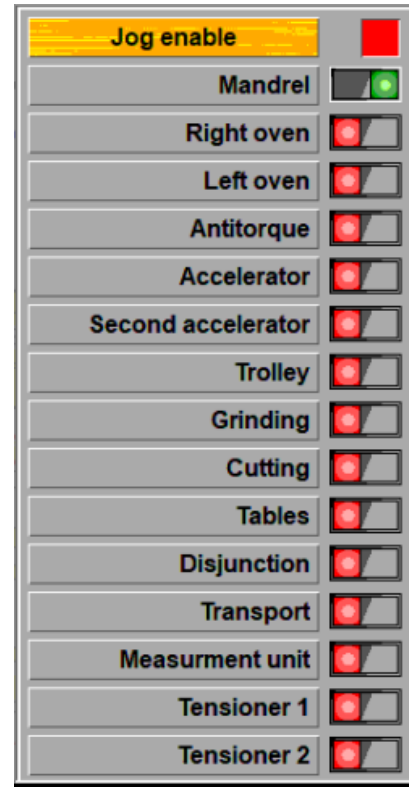 Jog enable
Mandrel
Right oven
Left oven
Antitorque
Accelerator
Second accelerator
Trolley
Grinding
Cutting
Tables
Disjunction
Transport
Measurment unit
Tensioner 1
Tensioner 2